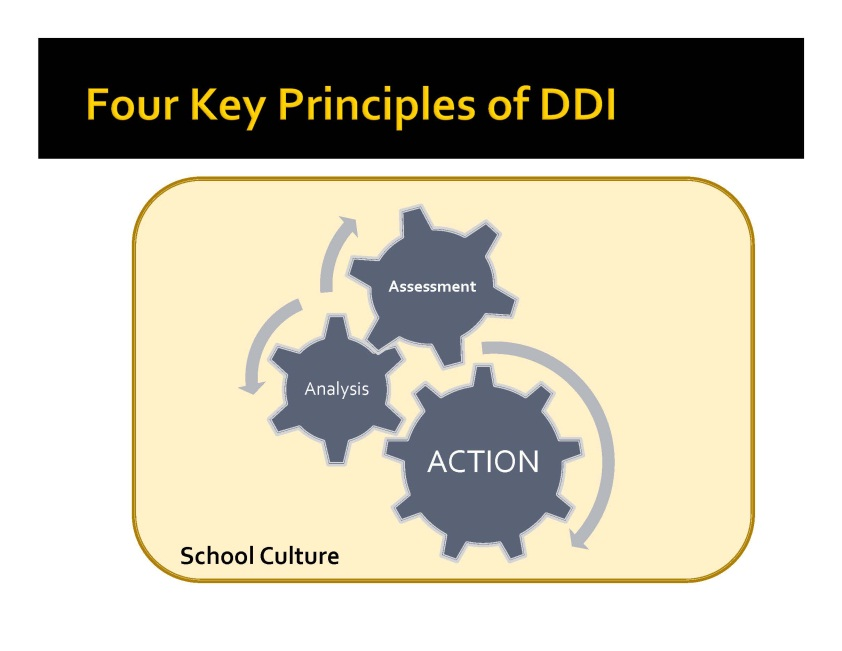 Four Key Principles of DDI
Assessment
Analysis
ACTION
School Culture